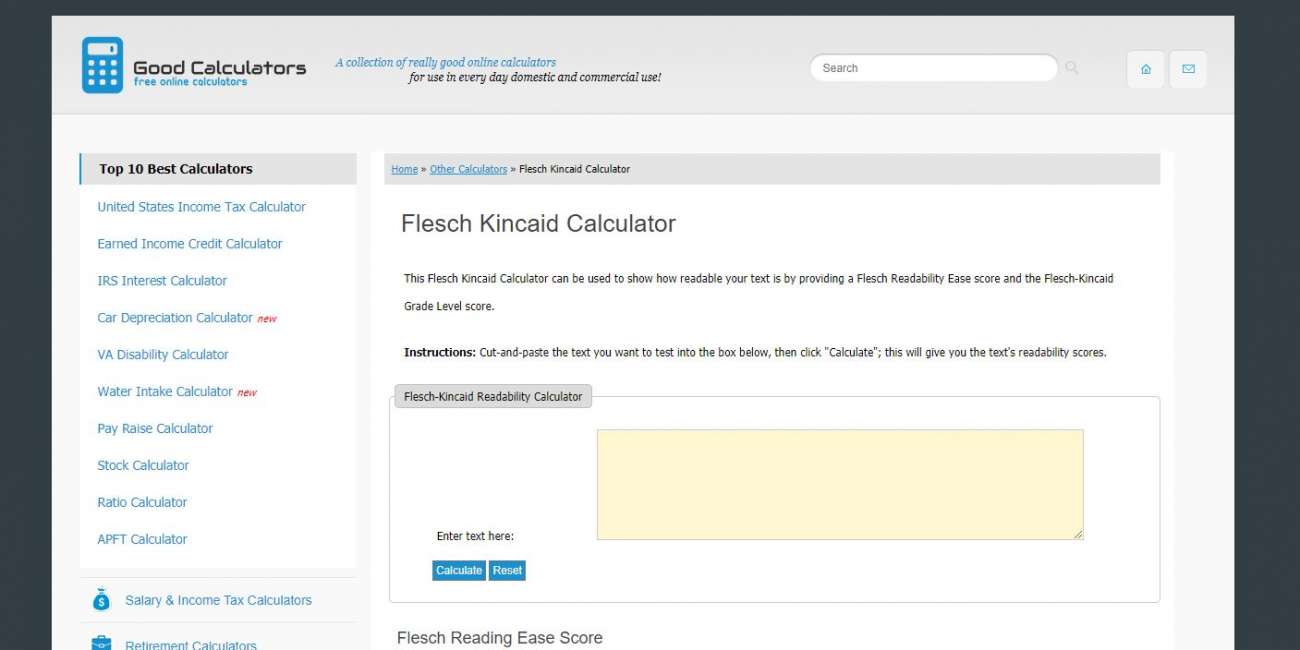 Good Calculators
free online calculators
A collection of really good online calculators
for use in every day domestic and commercial use!
Search
Top 10 Best Calculators
United States Income Tax Calculator
Earned Income Credit Calculator
IRS Interest Calculator
Car Depreciation Calculator new
VA Disability Calculator
Water Intake Calculator new
Pay Raise Calculator
Stock Calculator
Ratio Calculator
APFT Calculator
Salary & Income Tax Calculators
Retirement Calculators
Home » Other Calculators » Flesch Kincaid Calculator
Flesch Kincaid Calculator
This Flesch Kincaid Calculator can be used to show how readable your text is by providing a Flesch Readability Ease score and the Flesch-Kincaid
Grade Level score.
Instructions: Cut-and-paste the text you want to test into the box below, then click "Calculate"; this will give you the text's readability scores.
Flesch-Kincaid Readability Calculator
Enter text here:
Calculate Reset
Flesch Reading Ease Score